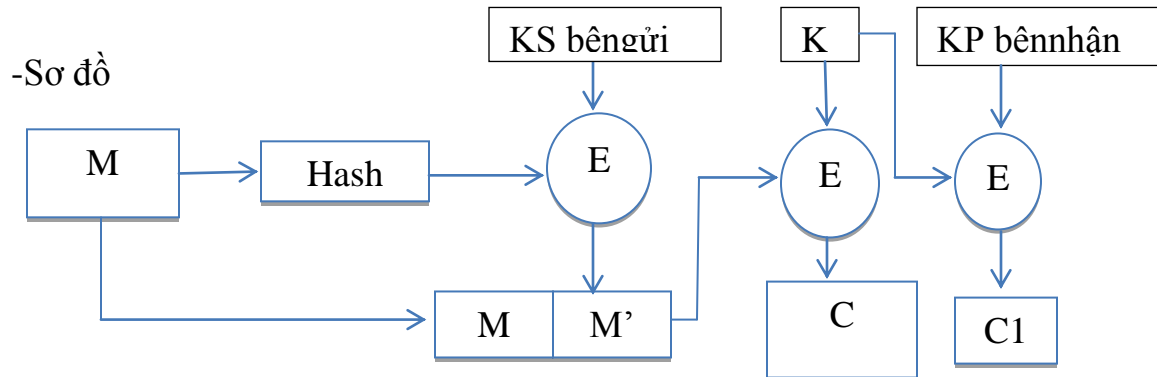 KS bêngửi
K
KP bênnhận
-Sơ đồ
M
Hash
E
E
E
M
M’
C
C1